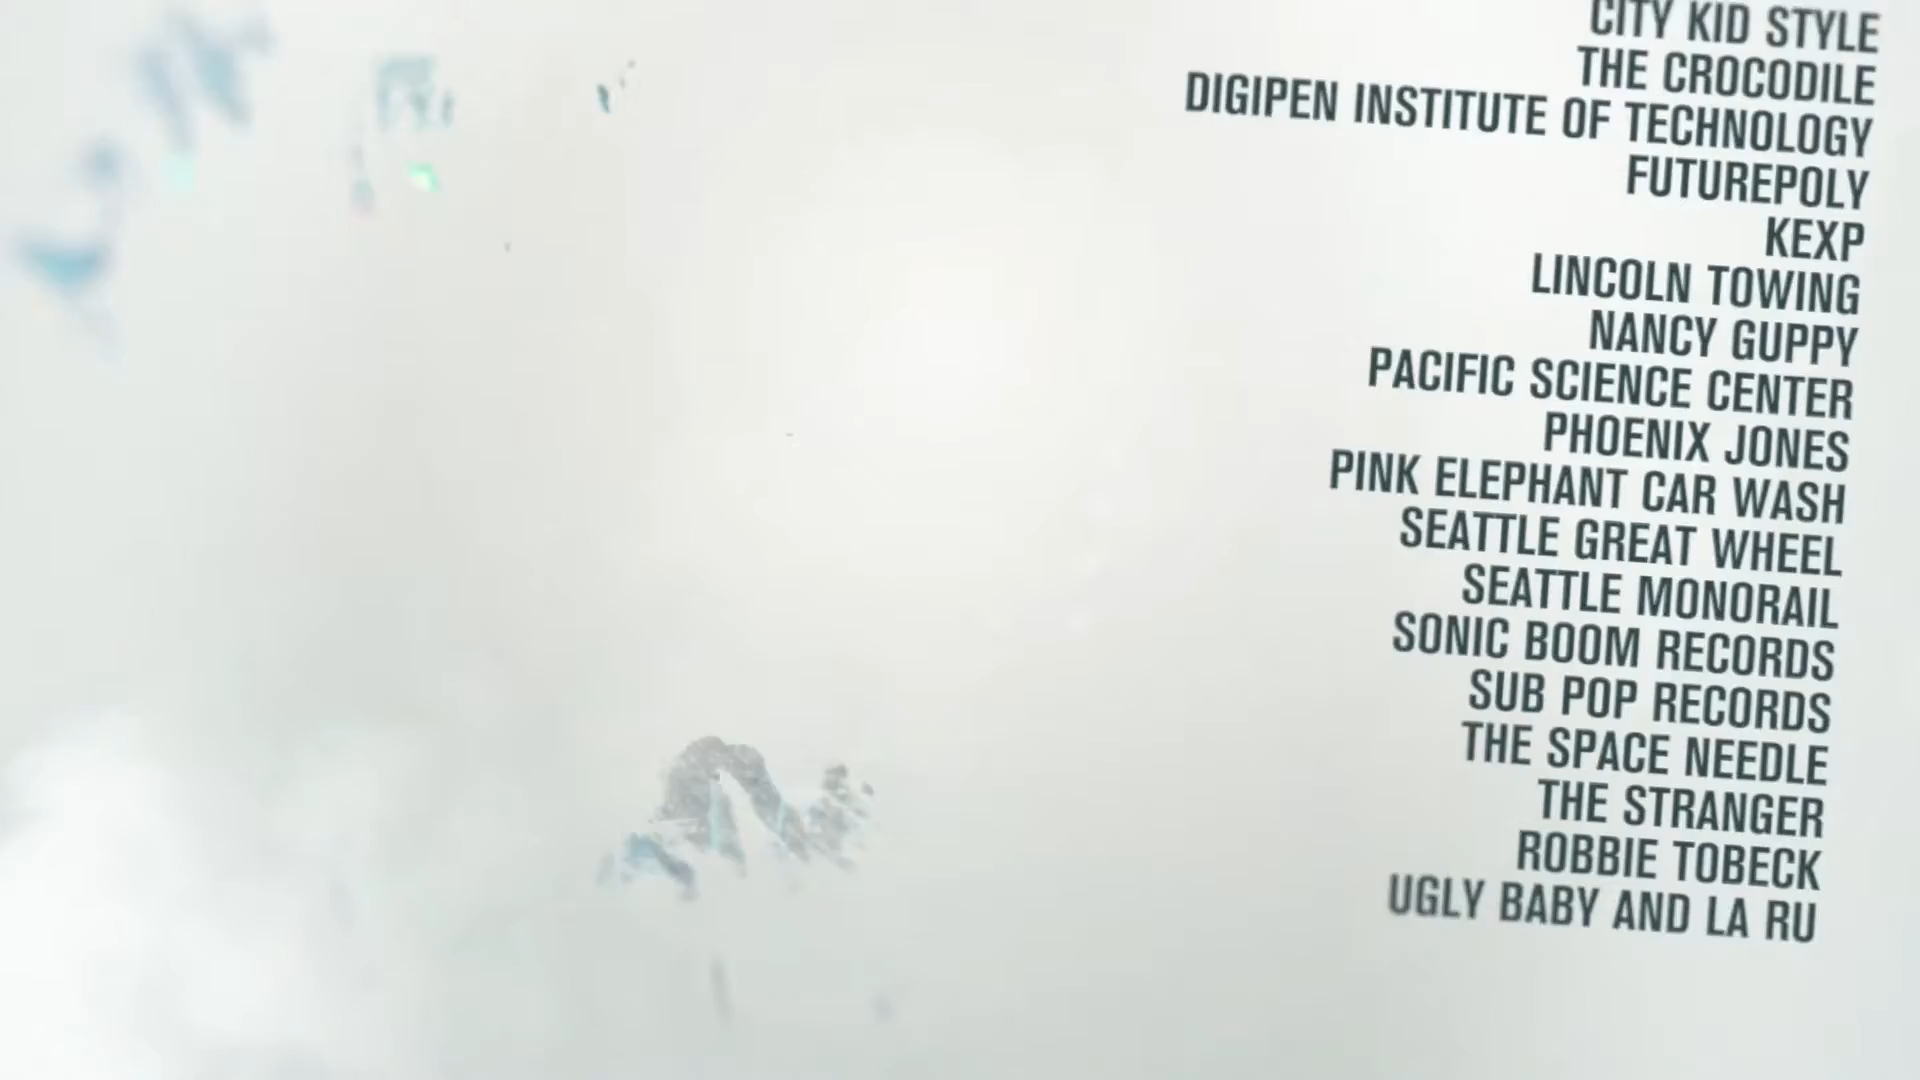 CITY KID STYLE
THE CROCODILE
DIGIPEN INSTITUTE OF TECHNOLOGY
FUTUREPOLY
KEXP
LINCOLN TOWING
NANCY GUPPY
PACIFIC SCIENCE CENTER
PHOENIX JONES
PINK ELEPHANT CAR WASH
SEATTLE GREAT WHEEL
SEATTLE MONORAIL
SONIC BOOM RECORDS
SUB POP RECORDS
THE SPACE NEEDLE
THE STRANGER
ROBBIE TOBECK
UGLY BABY AND LA RU